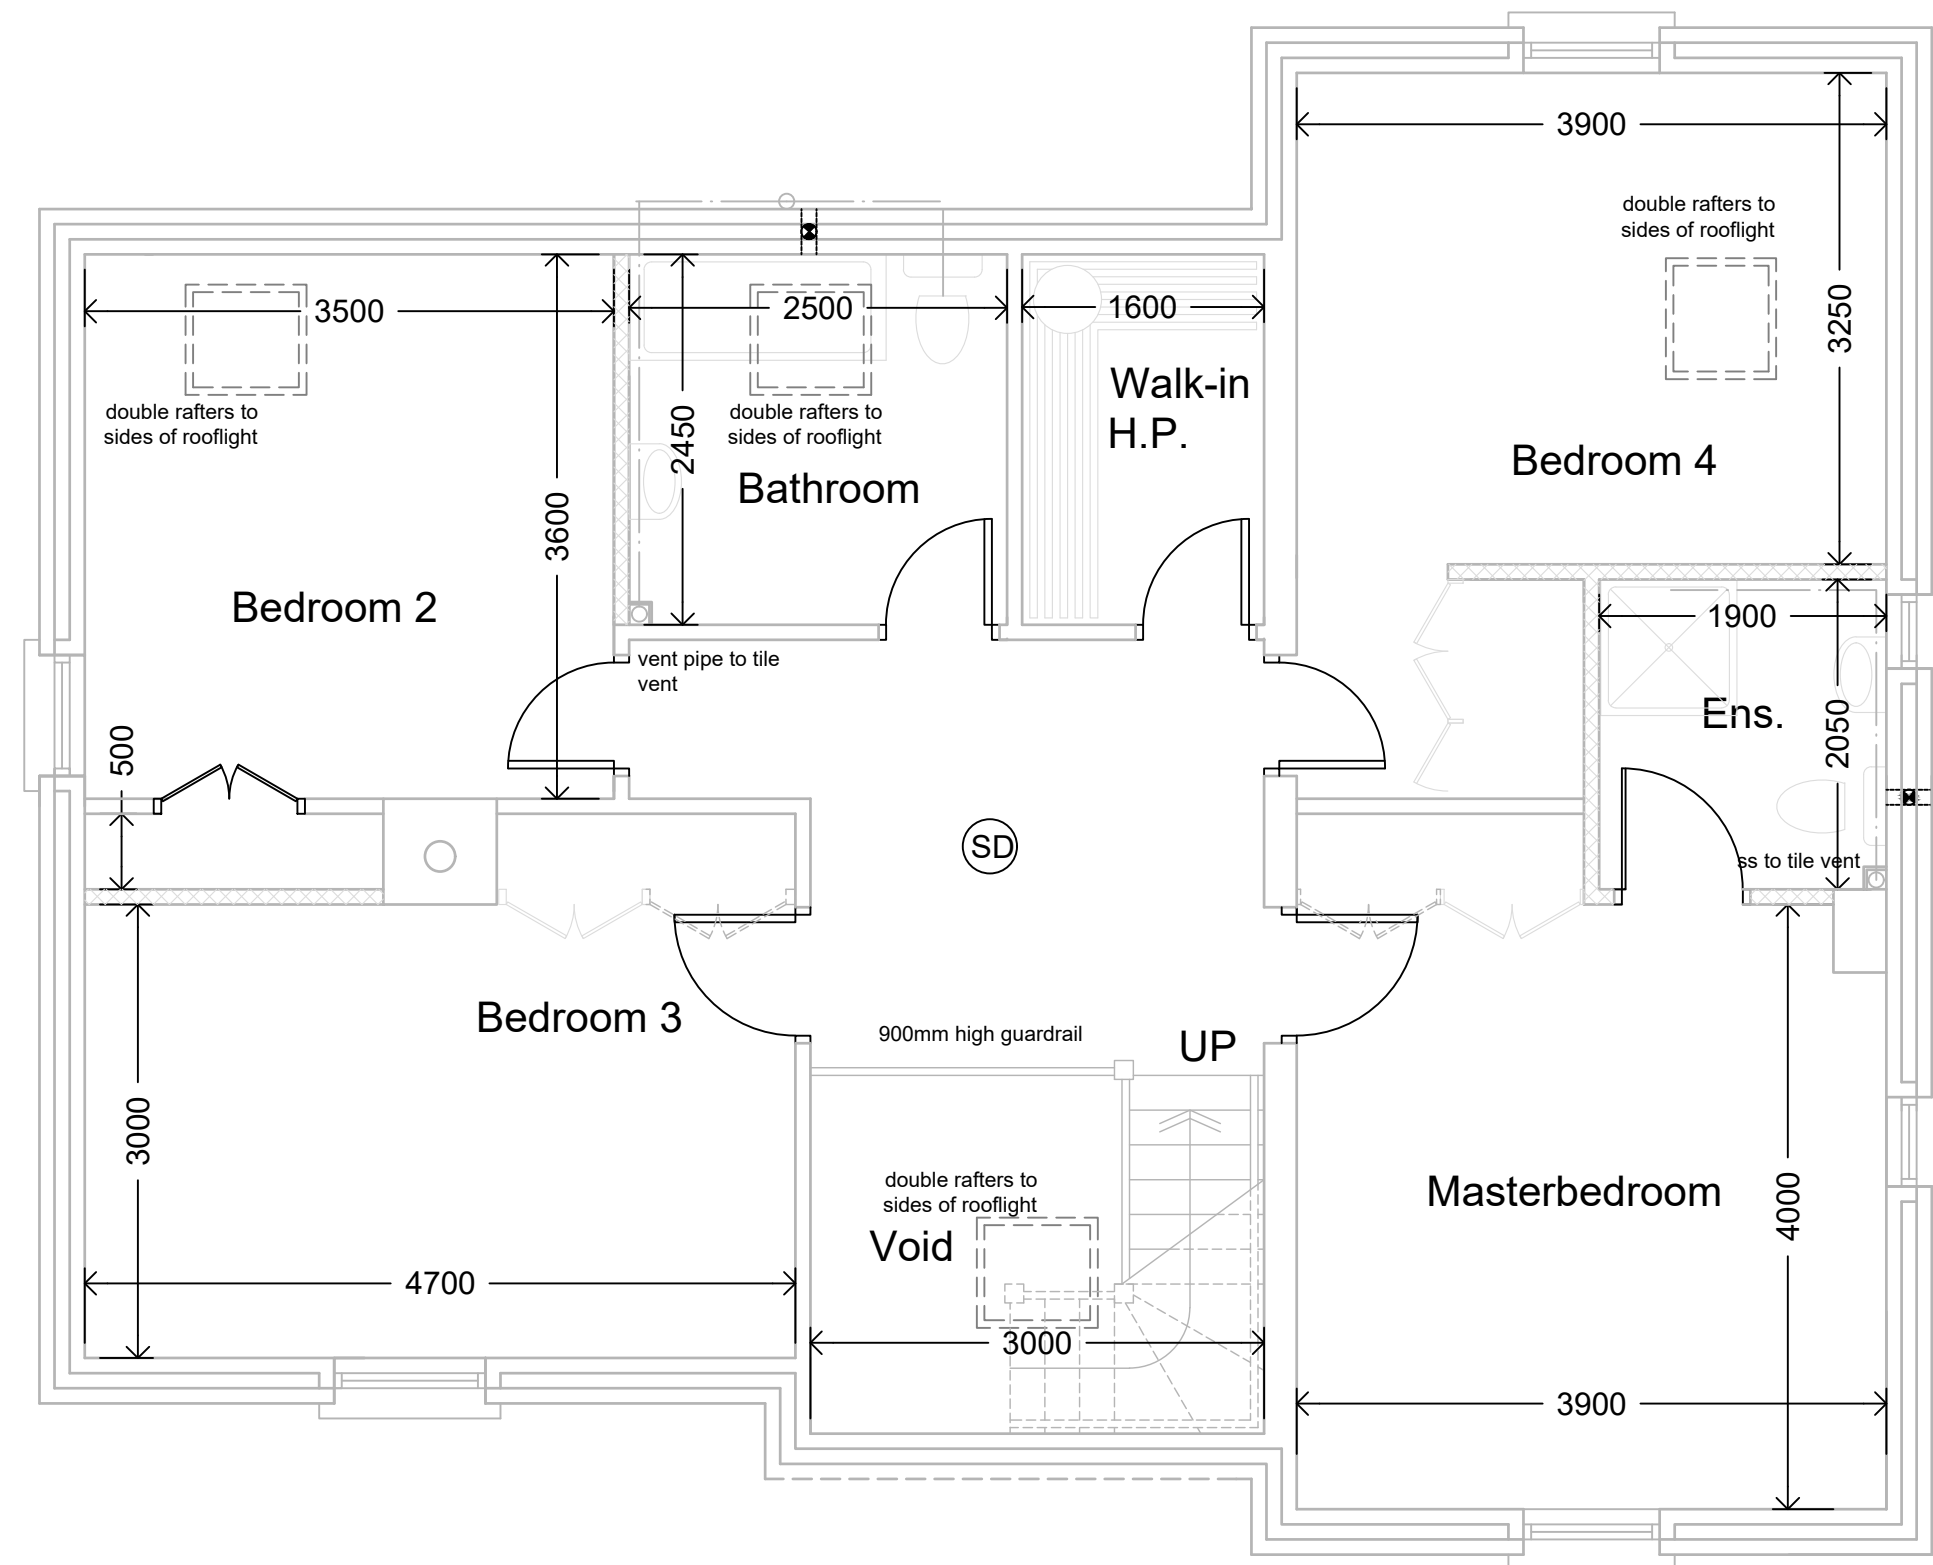 3900
double rafters to
sides of rooflight
3250
3500
2500
1600
Walk-in
H.P.
double rafters to
sides of rooflight
double rafters to
sides of rooflight
2450
Bedroom 4
Bathroom
3600
Bedroom 2
1900
vent pipe to tile
vent
Ens.
2050
500
SD
ss to tile vent
Bedroom 3
900mm high guardrail
UP
3000
double rafters to
sides of rooflight
Masterbedroom
4000
Void
4700
3000
3900